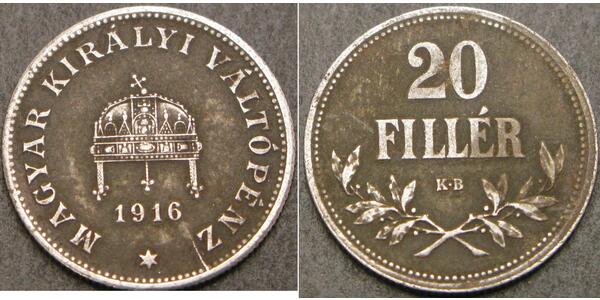 MAGYAR KIRÁLYI VÁLTÓPÉNZ
1916
20
FILLÉR
K·B